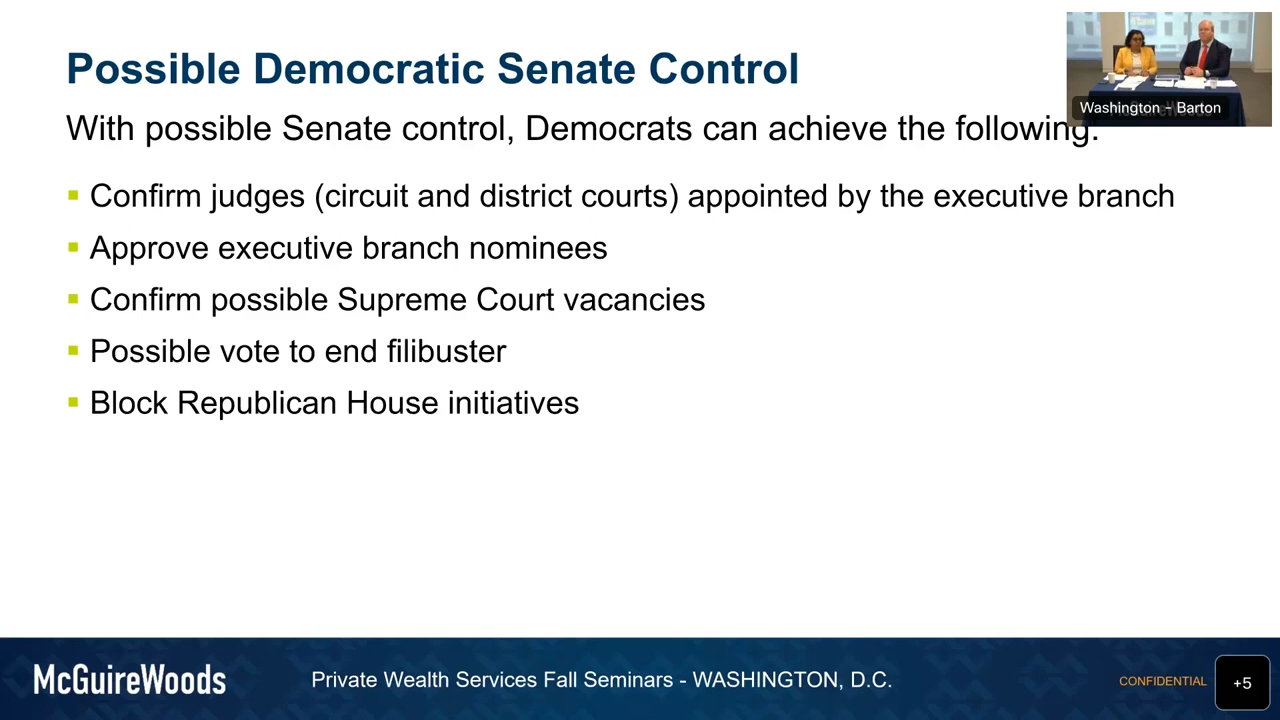 Possible Democratic Senate Control
With possible Senate control, Democrats can achieve the following:
Washington - Barton
▪ Confirm judges (circuit and district courts) appointed by the executive branch
▪ Approve executive branch nominees
▪ Confirm possible Supreme Court vacancies
▪ Possible vote to end filibuster
▪ Block Republican House initiatives
McGuireWoods
Private Wealth Services Fall Seminars - WASHINGTON, D.C.
CONFIDENTIAL
+5